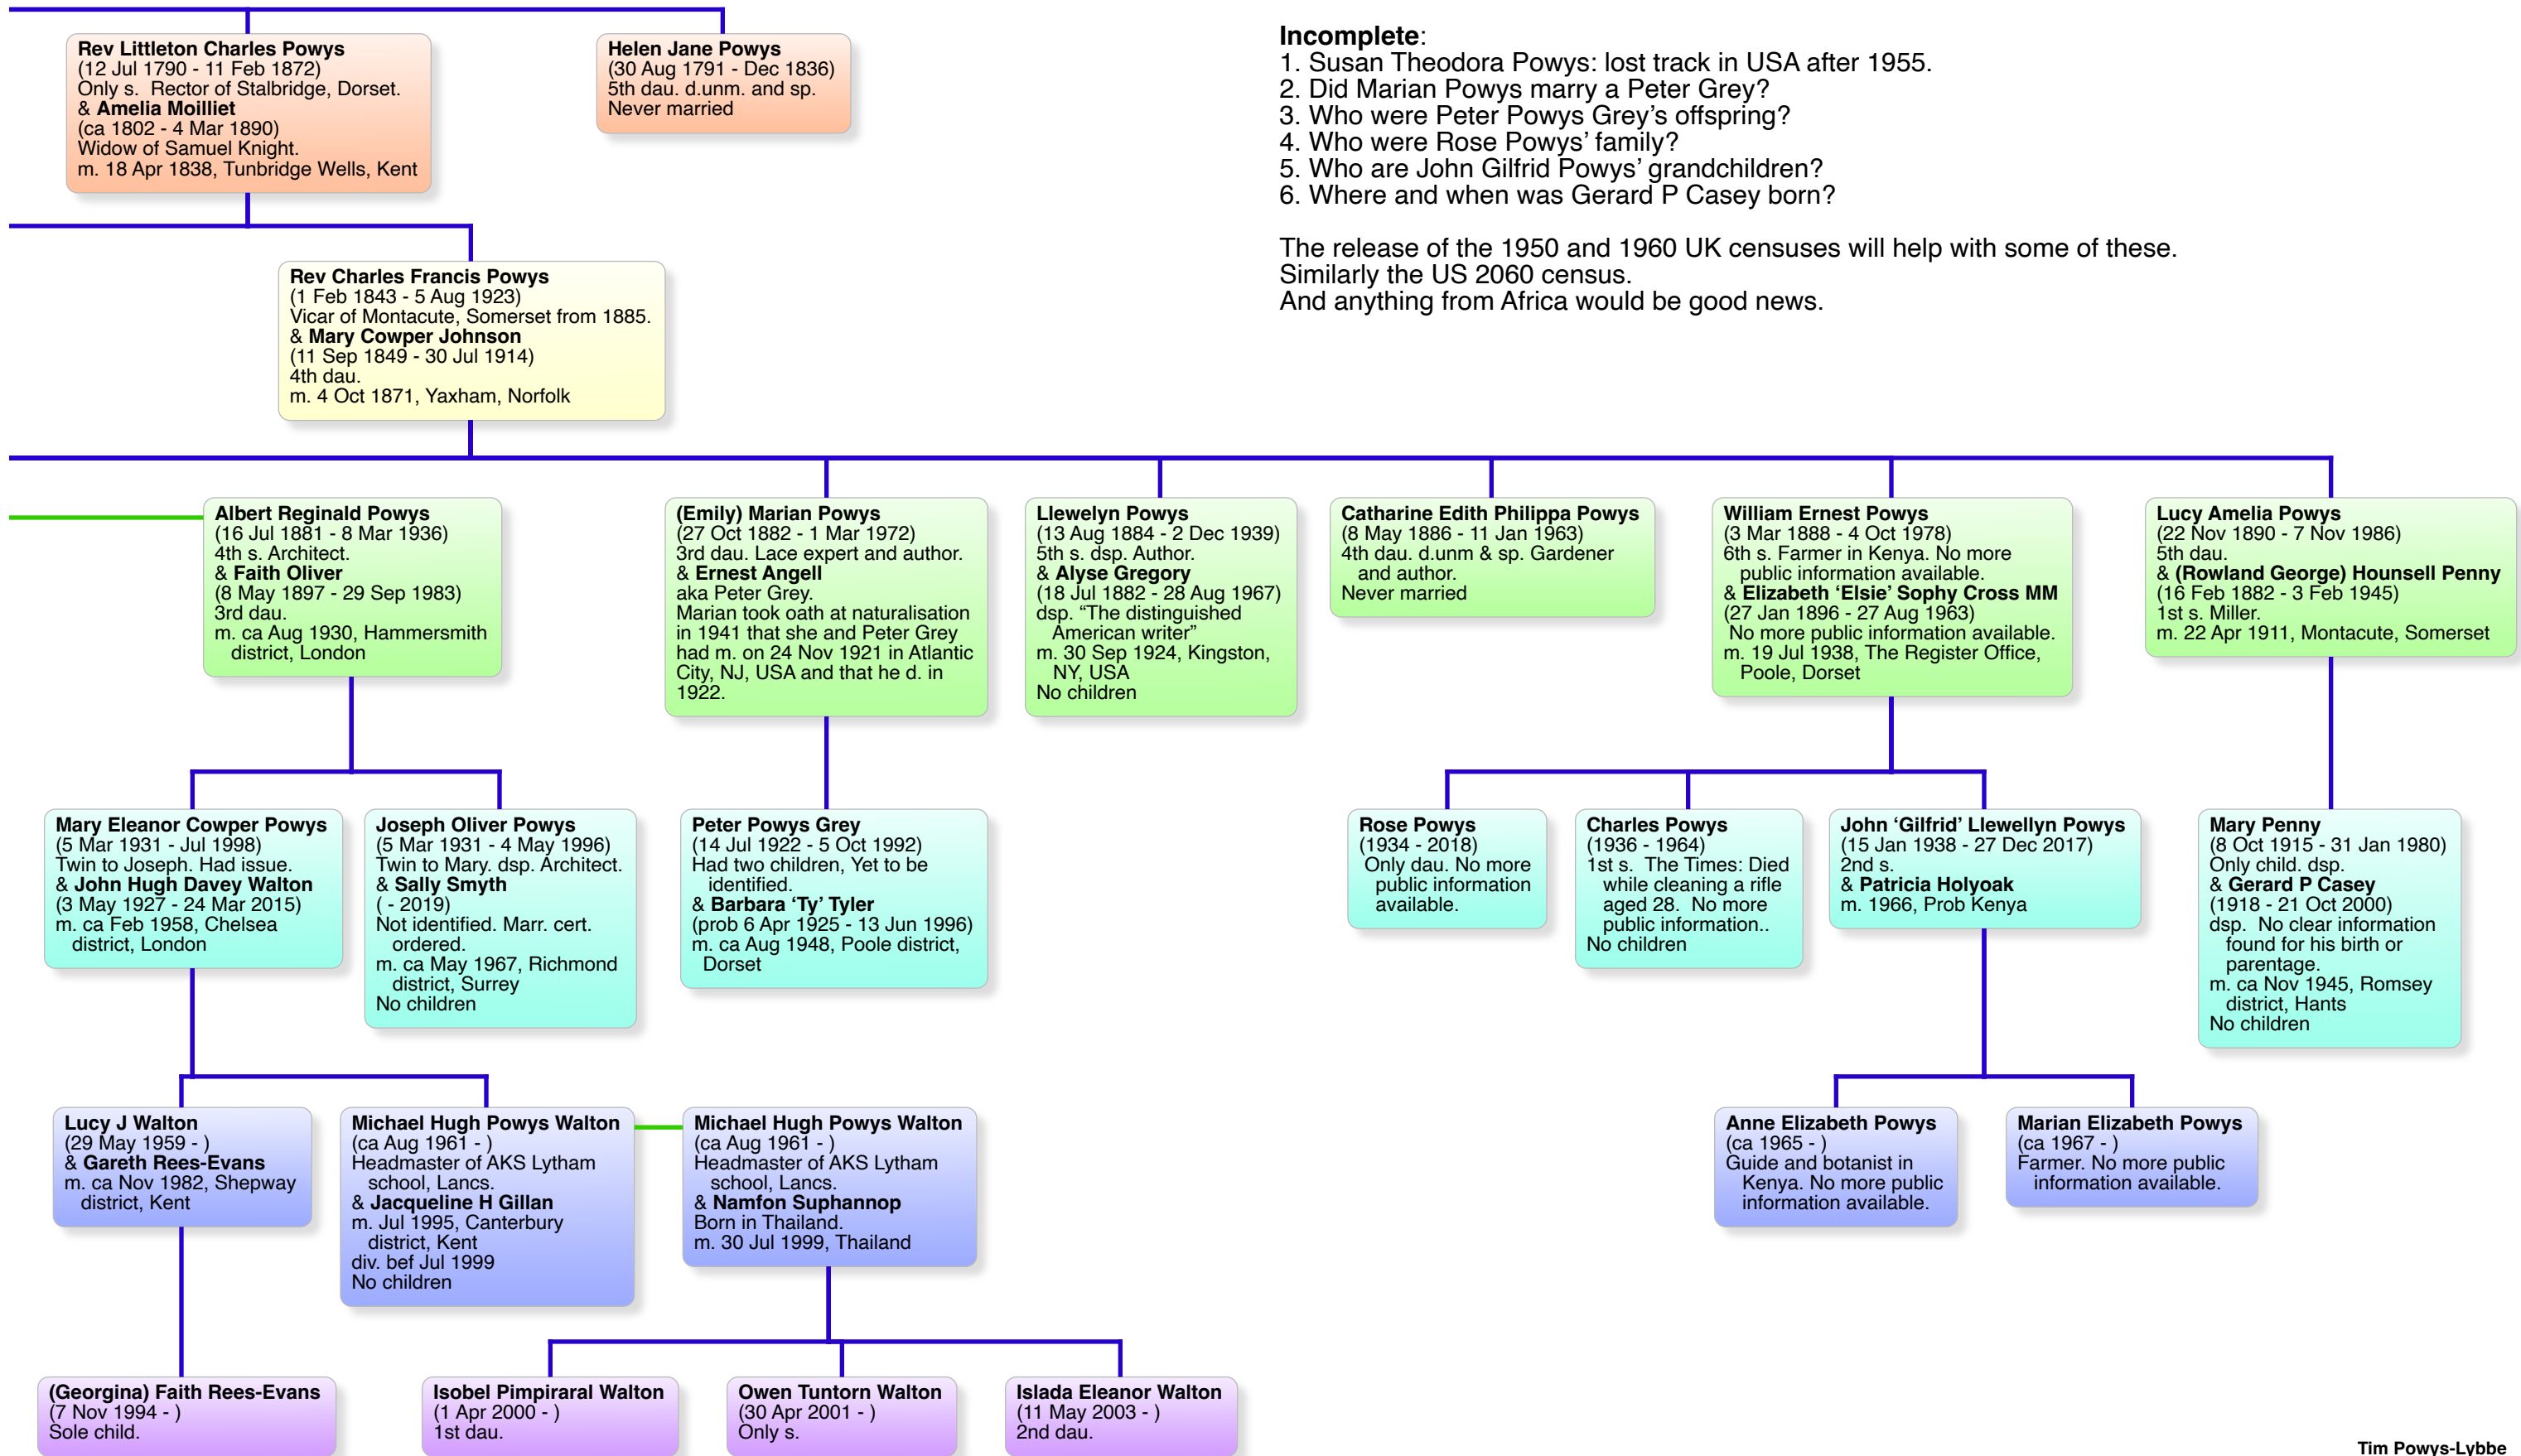 Rev Littleton Charles Powys
(12 Jul 1790 - 11 Feb 1872)
Only s.  Rector of Stalbridge, Dorset.
& Amelia Moilliet
(ca 1802 - 4 Mar 1890)
Widow of Samuel Knight.
m. 18 Apr 1838, Tunbridge Wells, Kent
Helen Jane Powys
(30 Aug 1791 - Dec 1836)
5th dau. d.unm. and sp.
Never married
Incomplete:
1. Susan Theodora Powys: lost track in USA after 1955.
2. Did Marian Powys marry a Peter Grey?
3. Who were Peter Powys Grey’s offspring?
4. Who were Rose Powys’ family?
5. Who are John Gilfrid Powys’ grandchildren?
6. Where and when was Gerard P Casey born?
The release of the 1950 and 1960 UK censuses will help with some of these.
Similarly the US 2060 census.
And anything from Africa would be good news.
Rev Charles Francis Powys
(1 Feb 1843 - 5 Aug 1923)
Vicar of Montacute, Somerset from 1885.
& Mary Cowper Johnson
(11 Sep 1849 - 30 Jul 1914)
4th dau.
m. 4 Oct 1871, Yaxham, Norfolk
Albert Reginald Powys
(16 Jul 1881 - 8 Mar 1936)
4th s. Architect.
& Faith Oliver
(8 May 1897 - 29 Sep 1983)
3rd dau.
m. ca Aug 1930, Hammersmith
district, London
(Emily) Marian Powys
(27 Oct 1882 - 1 Mar 1972)
3rd dau. Lace expert and author.
& Ernest Angell
aka Peter Grey.
Marian took oath at naturalisation
in 1941 that she and Peter Grey
had m. on 24 Nov 1921 in Atlantic
City, NJ, USA and that he d. in
1922.
Llewelyn Powys
(13 Aug 1884 - 2 Dec 1939)
5th s. dsp. Author.
& Alyse Gregory
(18 Jul 1882 - 28 Aug 1967)
dsp. “The distinguished
American writer”
m. 30 Sep 1924, Kingston,
NY, USA
No children
Catharine Edith Philippa Powys
(8 May 1886 - 11 Jan 1963)
4th dau. d.unm & sp. Gardener
and author.
Never married
William Ernest Powys
(3 Mar 1888 - 4 Oct 1978)
6th s. Farmer in Kenya. No more
public information available.
& Elizabeth ‘Elsie’ Sophy Cross MM
(27 Jan 1896 - 27 Aug 1963)
No more public information available.
m. 19 Jul 1938, The Register Office,
Poole, Dorset
Lucy Amelia Powys
(22 Nov 1890 - 7 Nov 1986)
5th dau.
& (Rowland George) Hounsell Penny
(16 Feb 1882 - 3 Feb 1945)
1st s. Miller.
m. 22 Apr 1911, Montacute, Somerset
Mary Eleanor Cowper Powys
(5 Mar 1931 - Jul 1998)
Twin to Joseph. Had issue.
& John Hugh Davey Walton
(3 May 1927 - 24 Mar 2015)
m. ca Feb 1958, Chelsea
district, London
Joseph Oliver Powys
(5 Mar 1931 - 4 May 1996)
Twin to Mary. dsp. Architect.
& Sally Smyth
( - 2019)
Not identified. Marr. cert.
ordered.
m. ca May 1967, Richmond
district, Surrey
No children
Peter Powys Grey
(14 Jul 1922 - 5 Oct 1992)
Had two children, Yet to be
identified.
& Barbara ‘Ty’ Tyler
(prob 6 Apr 1925 - 13 Jun 1996)
m. ca Aug 1948, Poole district,
Dorset
Rose Powys
(1934 - 2018)
Only dau. No more
public information
available.
Charles Powys
(1936 - 1964)
1st s.  The Times: Died
while cleaning a rifle
aged 28.  No more
public information..
No children
John ‘Gilfrid’ Llewellyn Powys
(15 Jan 1938 - 27 Dec 2017)
2nd s.
& Patricia Holyoak
m. 1966, Prob Kenya
Mary Penny
(8 Oct 1915 - 31 Jan 1980)
Only child. dsp.
& Gerard P Casey
(1918 - 21 Oct 2000)
dsp.  No clear information
found for his birth or
parentage.
m. ca Nov 1945, Romsey
district, Hants
No children
Lucy J Walton
(29 May 1959 - )
& Gareth Rees-Evans
m. ca Nov 1982, Shepway
district, Kent
Michael Hugh Powys Walton
(ca Aug 1961 - )
Headmaster of AKS Lytham
school, Lancs.
& Jacqueline H Gillan
m. Jul 1995, Canterbury
district, Kent
div. bef Jul 1999
No children
Michael Hugh Powys Walton
(ca Aug 1961 - )
Headmaster of AKS Lytham
school, Lancs.
& Namfon Suphannop
Born in Thailand.
m. 30 Jul 1999, Thailand
Anne Elizabeth Powys
(ca 1965 - )
Guide and botanist in
Kenya. No more public
information available.
Marian Elizabeth Powys
(ca 1967 - )
Farmer. No more public
information available.
(Georgina) Faith Rees-Evans
(7 Nov 1994 - )
Sole child.
Isobel Pimpiraral Walton
(1 Apr 2000 - )
1st dau.
Owen Tuntorn Walton
(30 Apr 2001 - )
Only s.
Islada Eleanor Walton
(11 May 2003 - )
2nd dau.
Tim Powys-Lybbe